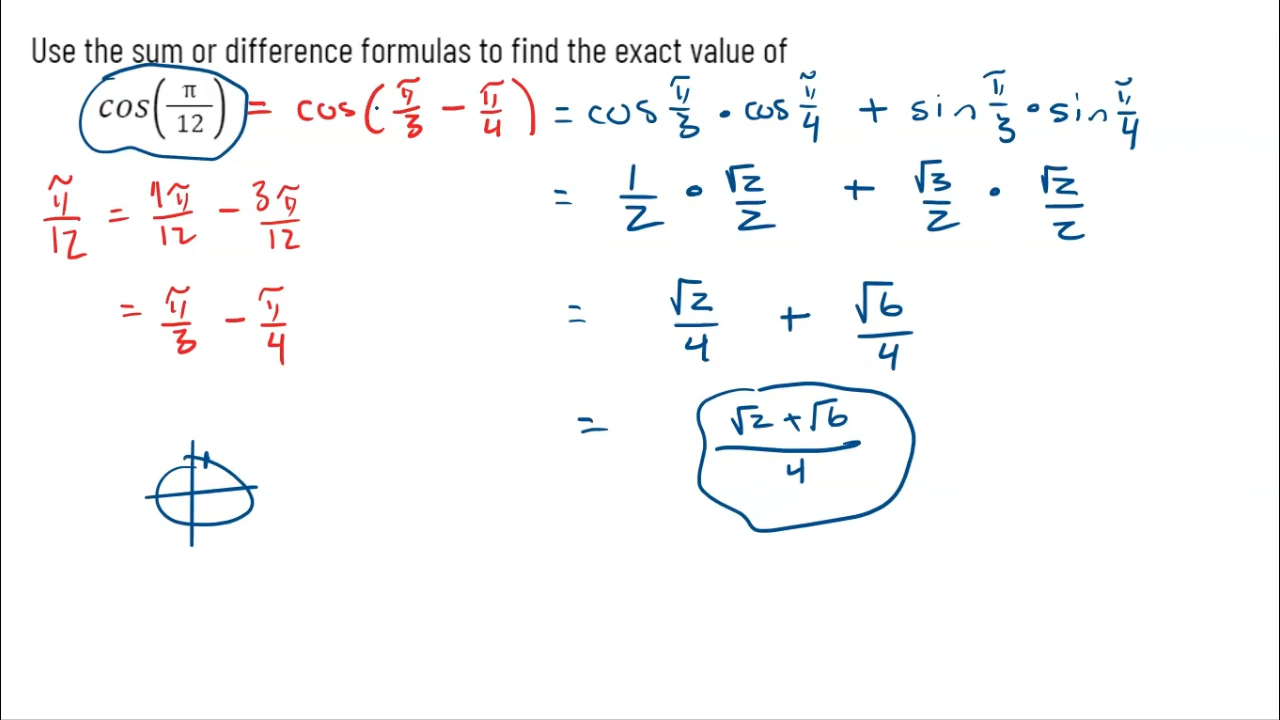 Use the sum or difference formulas to find the exact value of
cos(π/12) = cos(π/3 − π/4) = cos π/3 · cos π/4 + sin π/3 · sin π/4
π/12 = 4π/12 − 3π/12
= 1/2 · √2/2 + √3/2 · √2/2
= π/3 − π/4
= √2/4 + √6/4
= (√2 + √6)/4